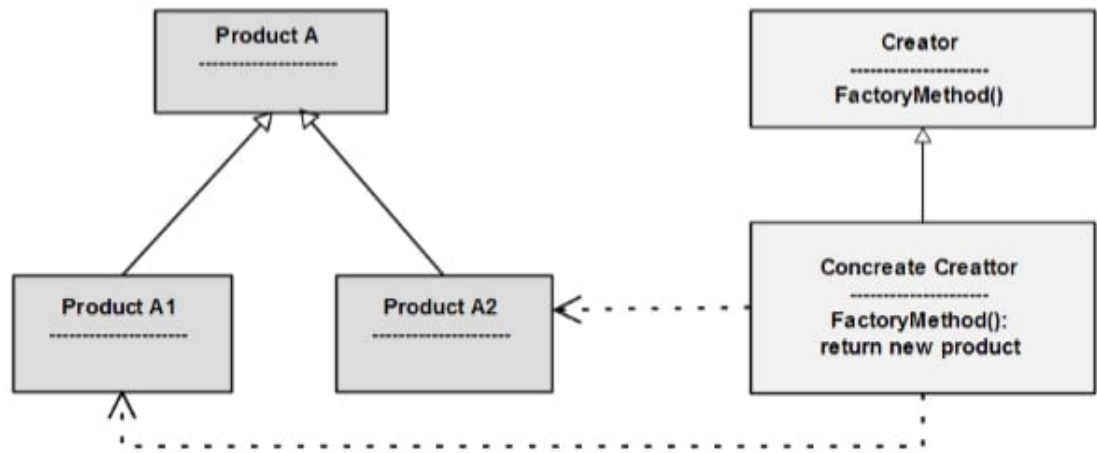 Product A
---------------------
Creator
---------------------
FactoryMethod()
Product A1
---------------------
Product A2
---------------------
Concreate Creattor
---------------------
FactoryMethod():
return new product